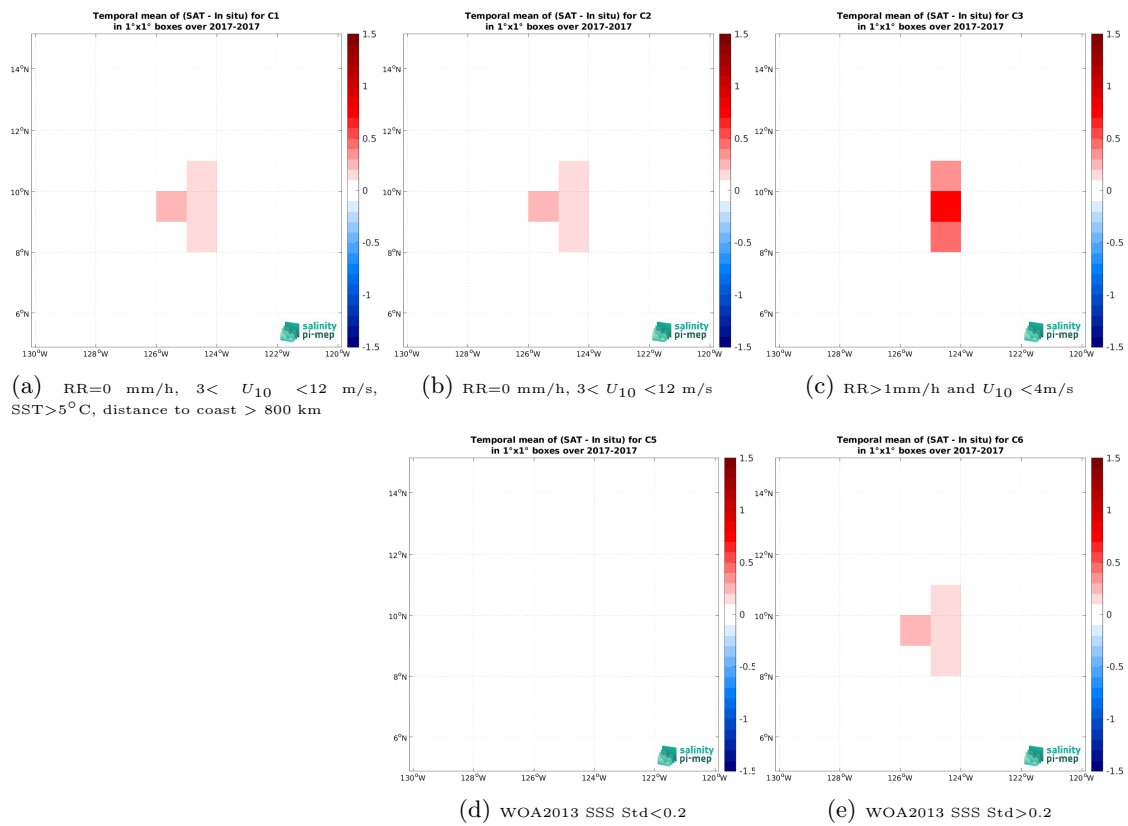 Temporal mean of (SAT - In situ) for C1
in 1°x1° boxes over 2017-2017
14°N
12°N
10°N
8°N
6°N
130°W 128°W 126°W 124°W 122°W 120°W
1.5
1
0.5
0
-0.5
-1
-1.5
salinity
pi-mep
(a) RR=0 mm/h, 3< U10 <12 m/s,
SST>5°C, distance to coast > 800 km
Temporal mean of (SAT - In situ) for C2
in 1°x1° boxes over 2017-2017
14°N
12°N
10°N
8°N
6°N
130°W 128°W 126°W 124°W 122°W 120°W
1.5
1
0.5
0
-0.5
-1
-1.5
salinity
pi-mep
(b) RR=0 mm/h, 3< U10 <12 m/s
Temporal mean of (SAT - In situ) for C3
in 1°x1° boxes over 2017-2017
14°N
12°N
10°N
8°N
6°N
130°W 128°W 126°W 124°W 122°W 120°W
1.5
1
0.5
0
-0.5
-1
-1.5
salinity
pi-mep
(c) RR>1mm/h and U10 <4m/s
Temporal mean of (SAT - In situ) for C5
in 1°x1° boxes over 2017-2017
14°N
12°N
10°N
8°N
6°N
130°W 128°W 126°W 124°W 122°W 120°W
1.5
1
0.5
0
-0.5
-1
-1.5
salinity
pi-mep
(d) WOA2013 SSS Std<0.2
Temporal mean of (SAT - In situ) for C6
in 1°x1° boxes over 2017-2017
14°N
12°N
10°N
8°N
6°N
130°W 128°W 126°W 124°W 122°W 120°W
1.5
1
0.5
0
-0.5
-1
-1.5
salinity
pi-mep
(e) WOA2013 SSS Std>0.2